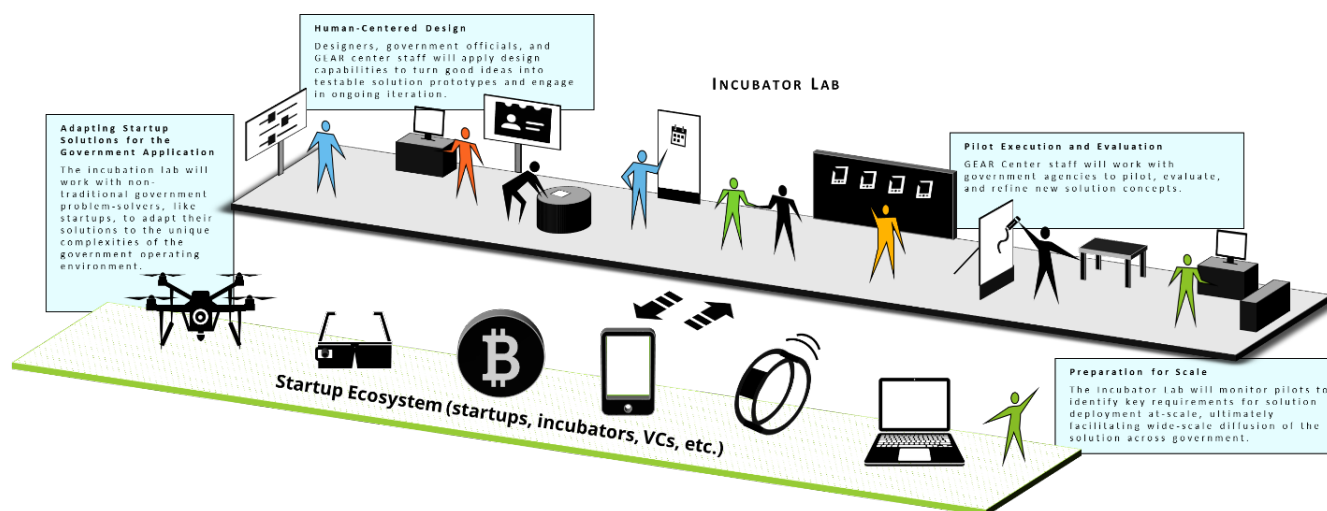 Human-Centered Design
Designers, government officials, and
GEAR center staff will apply design
capabilities to turn good ideas into
testable solution prototypes and engage
in ongoing iteration.
INCUBATOR LAB
Adapting Startup
Solutions for the
Government Application
The incubation lab will
work with non-
traditional government
problem-solvers, like
startups, to adapt their
solutions to the unique
complexities of the
government operating
environment.
Pilot Execution and Evaluation
GEAR Center staff will work with
government agencies to pilot, evaluate,
and refine new solution concepts.
Startup Ecosystem (startups, incubators, VCs, etc.)
Preparation for Scale
The Incubator Lab will monitor pilots to
identify key requirements for solution
deployment at-scale, ultimately
facilitating wide-scale diffusion of the
solution across government.